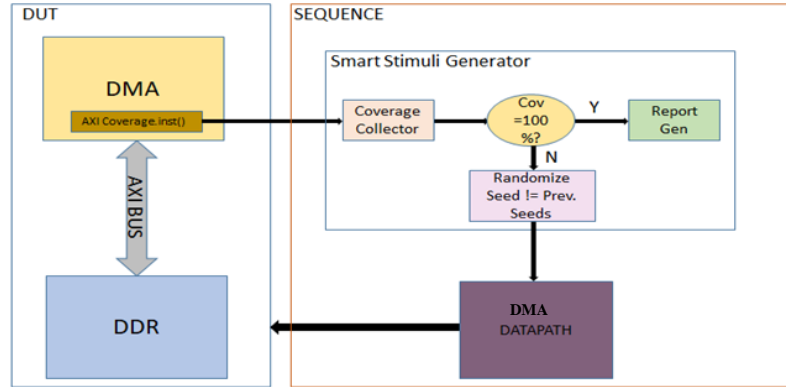 DUT
SEQUENCE
DMA
AXI Coverage.inst()
AXI BUS
DDR
Smart Stimuli Generator
Coverage
Collector
Cov
=100
%?
Y
Report
Gen
N
Randomize
Seed != Prev.
Seeds
DMA
DATAPATH